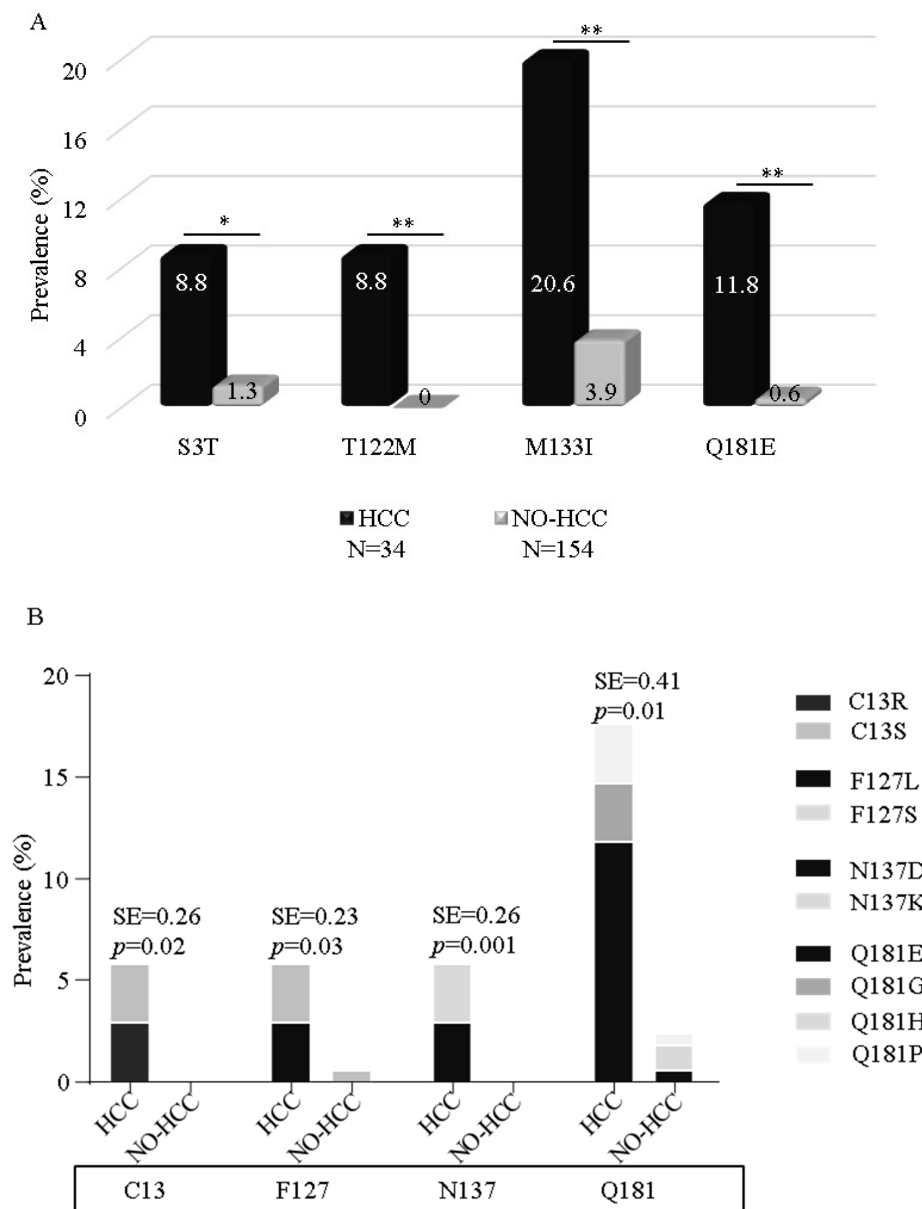 A
Prevalence (%)
20
16
12
8
4
0
*
**
**
**
8.8
1.3
8.8
0
20.6
3.9
11.8
0.6
S3T T122M M133I Q181E
HCC NO-HCC
N=34 N=154
B
Prevalence (%)
20
15
10
5
0
SE=0.26
p=0.02
SE=0.23
p=0.03
SE=0.26
p=0.001
SE=0.41
p=0.01
C13R
C13S
F127L
F127S
N137D
N137K
Q181E
Q181G
Q181H
Q181P
HCC NO-HCC HCC NO-HCC HCC NO-HCC HCC NO-HCC
C13 F127 N137 Q181